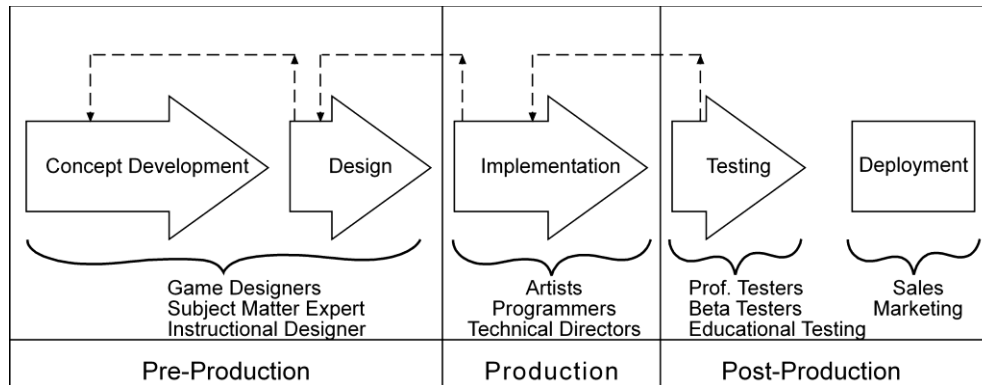 Concept Development
Design
Implementation
Testing
Deployment
Game Designers
Subject Matter Expert
Instructional Designer
Artists
Programmers
Technical Directors
Prof. Testers
Beta Testers
Educational Testing
Sales
Marketing
Pre-Production
Production
Post-Production